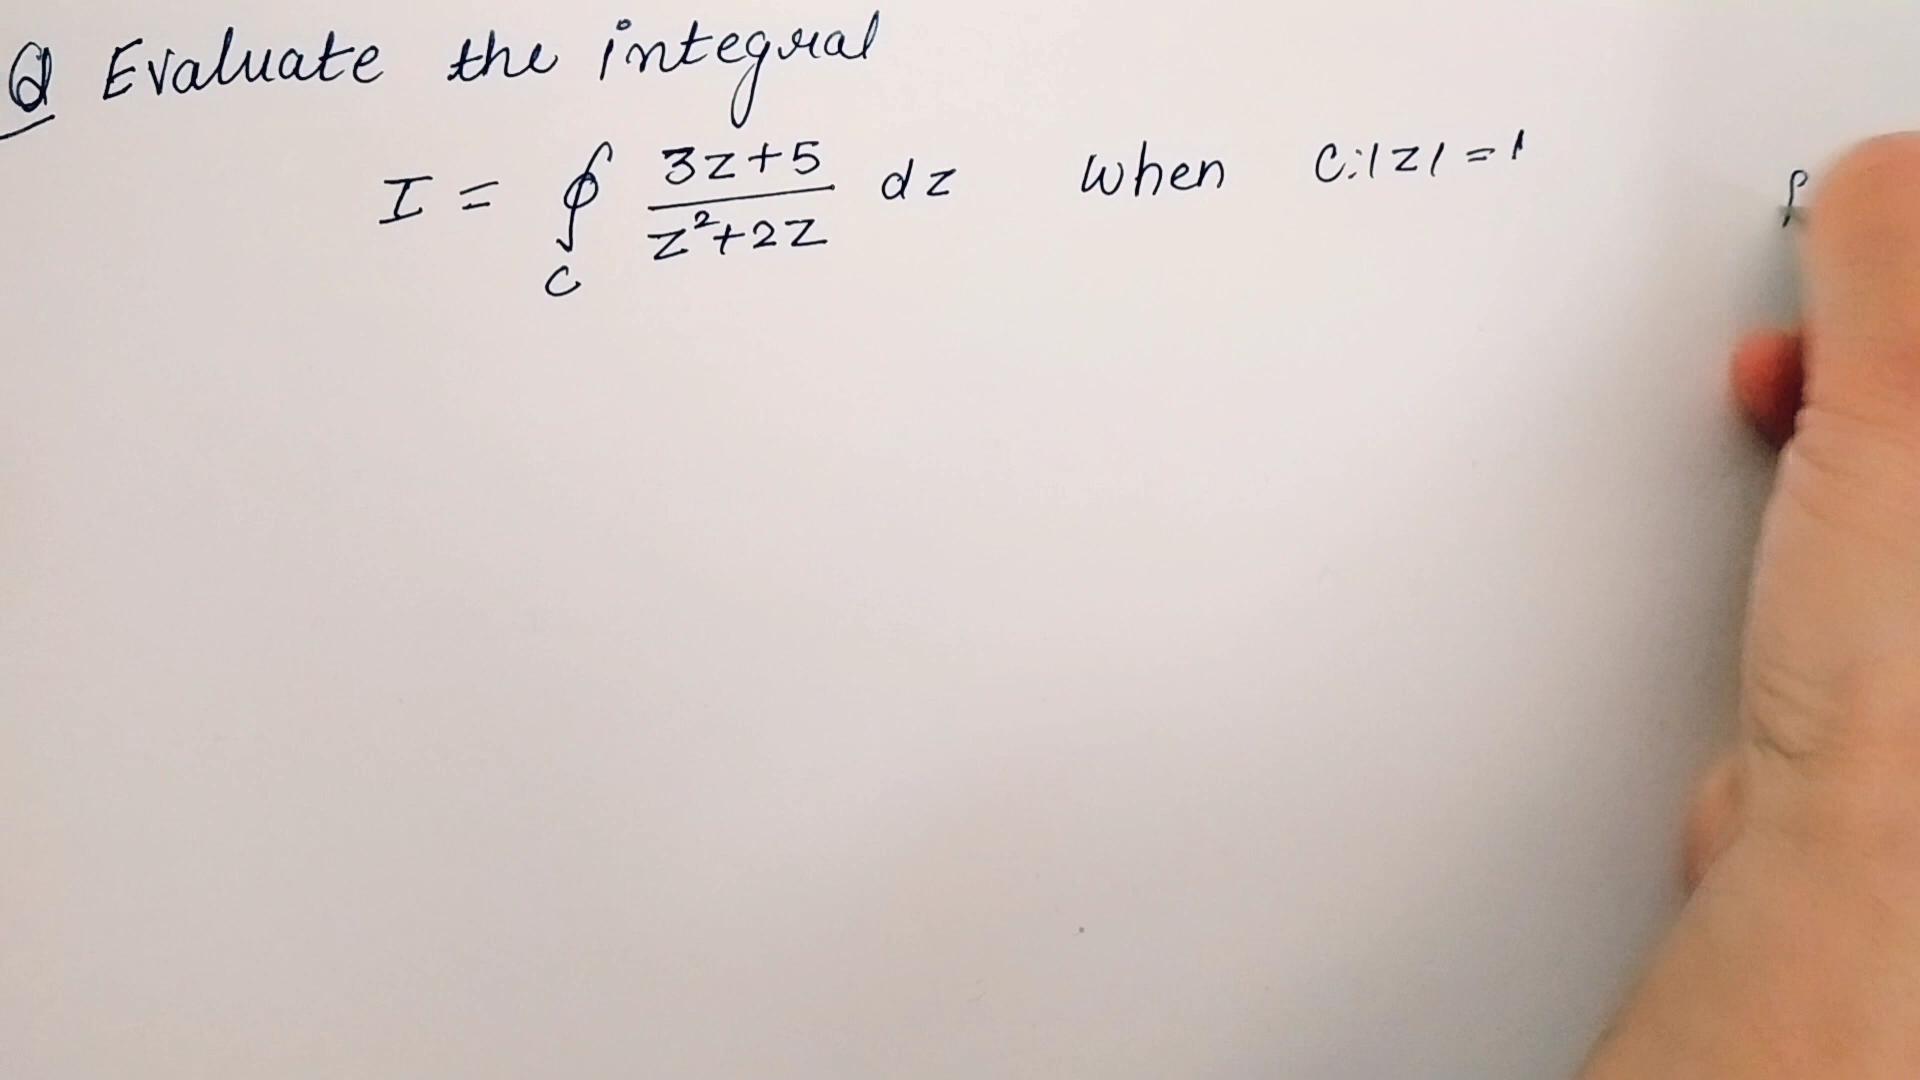 Q Evaluate the integral
I = ∮_C (3z+5)/(z²+2z) dz when C:|z|=1